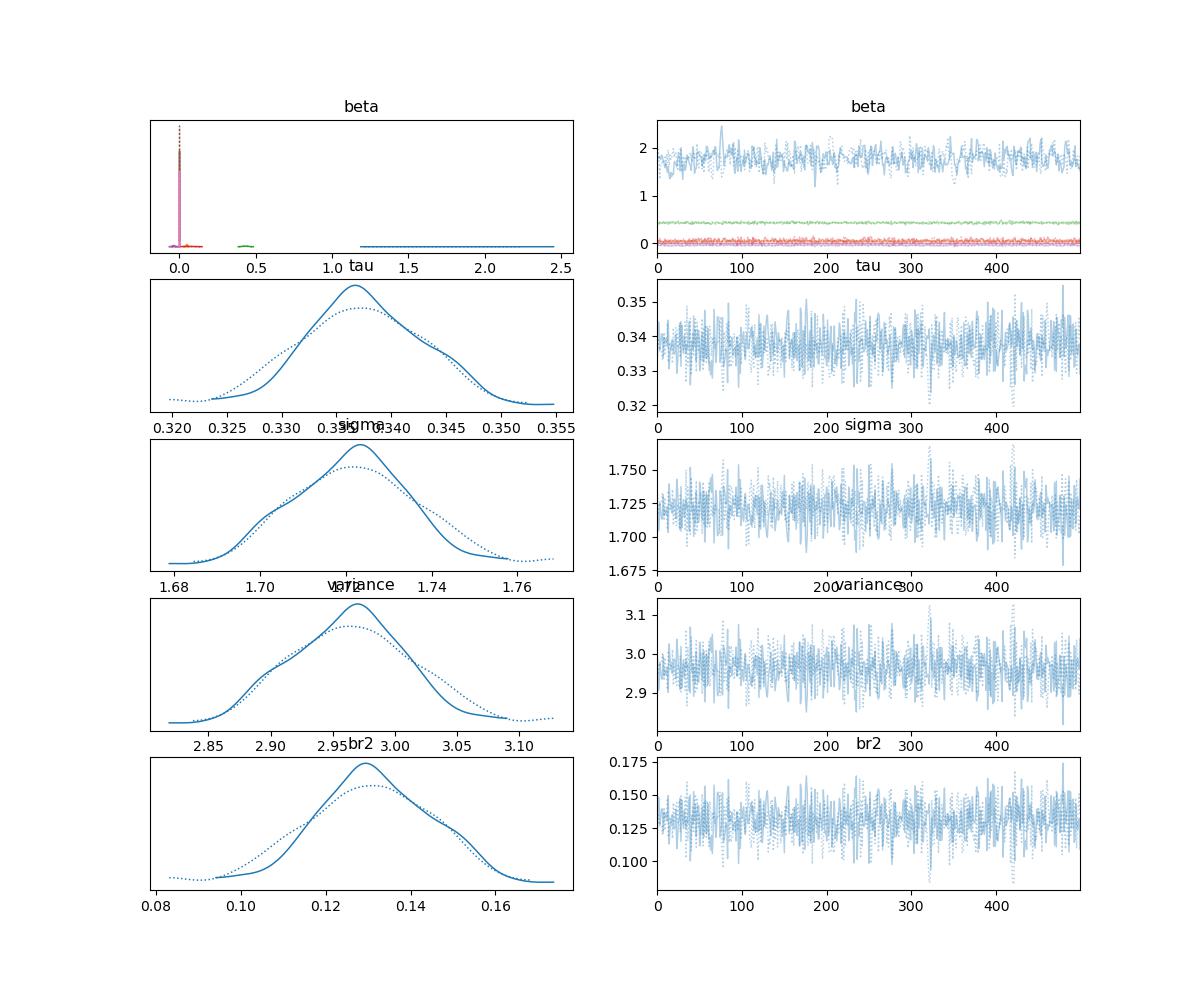 beta beta
2
1
0
0.0 0.5 1.0 1.5 2.0 2.5 0 100 200 300 400
tau tau
0.35
0.34
0.33
0.32
0.320 0.325 0.330 0.335 0.340 0.345 0.350 0.355 0 100 200 300 400
sigma sigma
1.750
1.725
1.700
1.675
1.68 1.70 1.72 1.74 1.76 0 100 200 300 400
variance variance
3.1
3.0
2.9
2.85 2.90 2.95 3.00 3.05 3.10 0 100 200 300 400
br2 br2
0.175
0.150
0.125
0.100
0.08 0.10 0.12 0.14 0.16 0 100 200 300 400